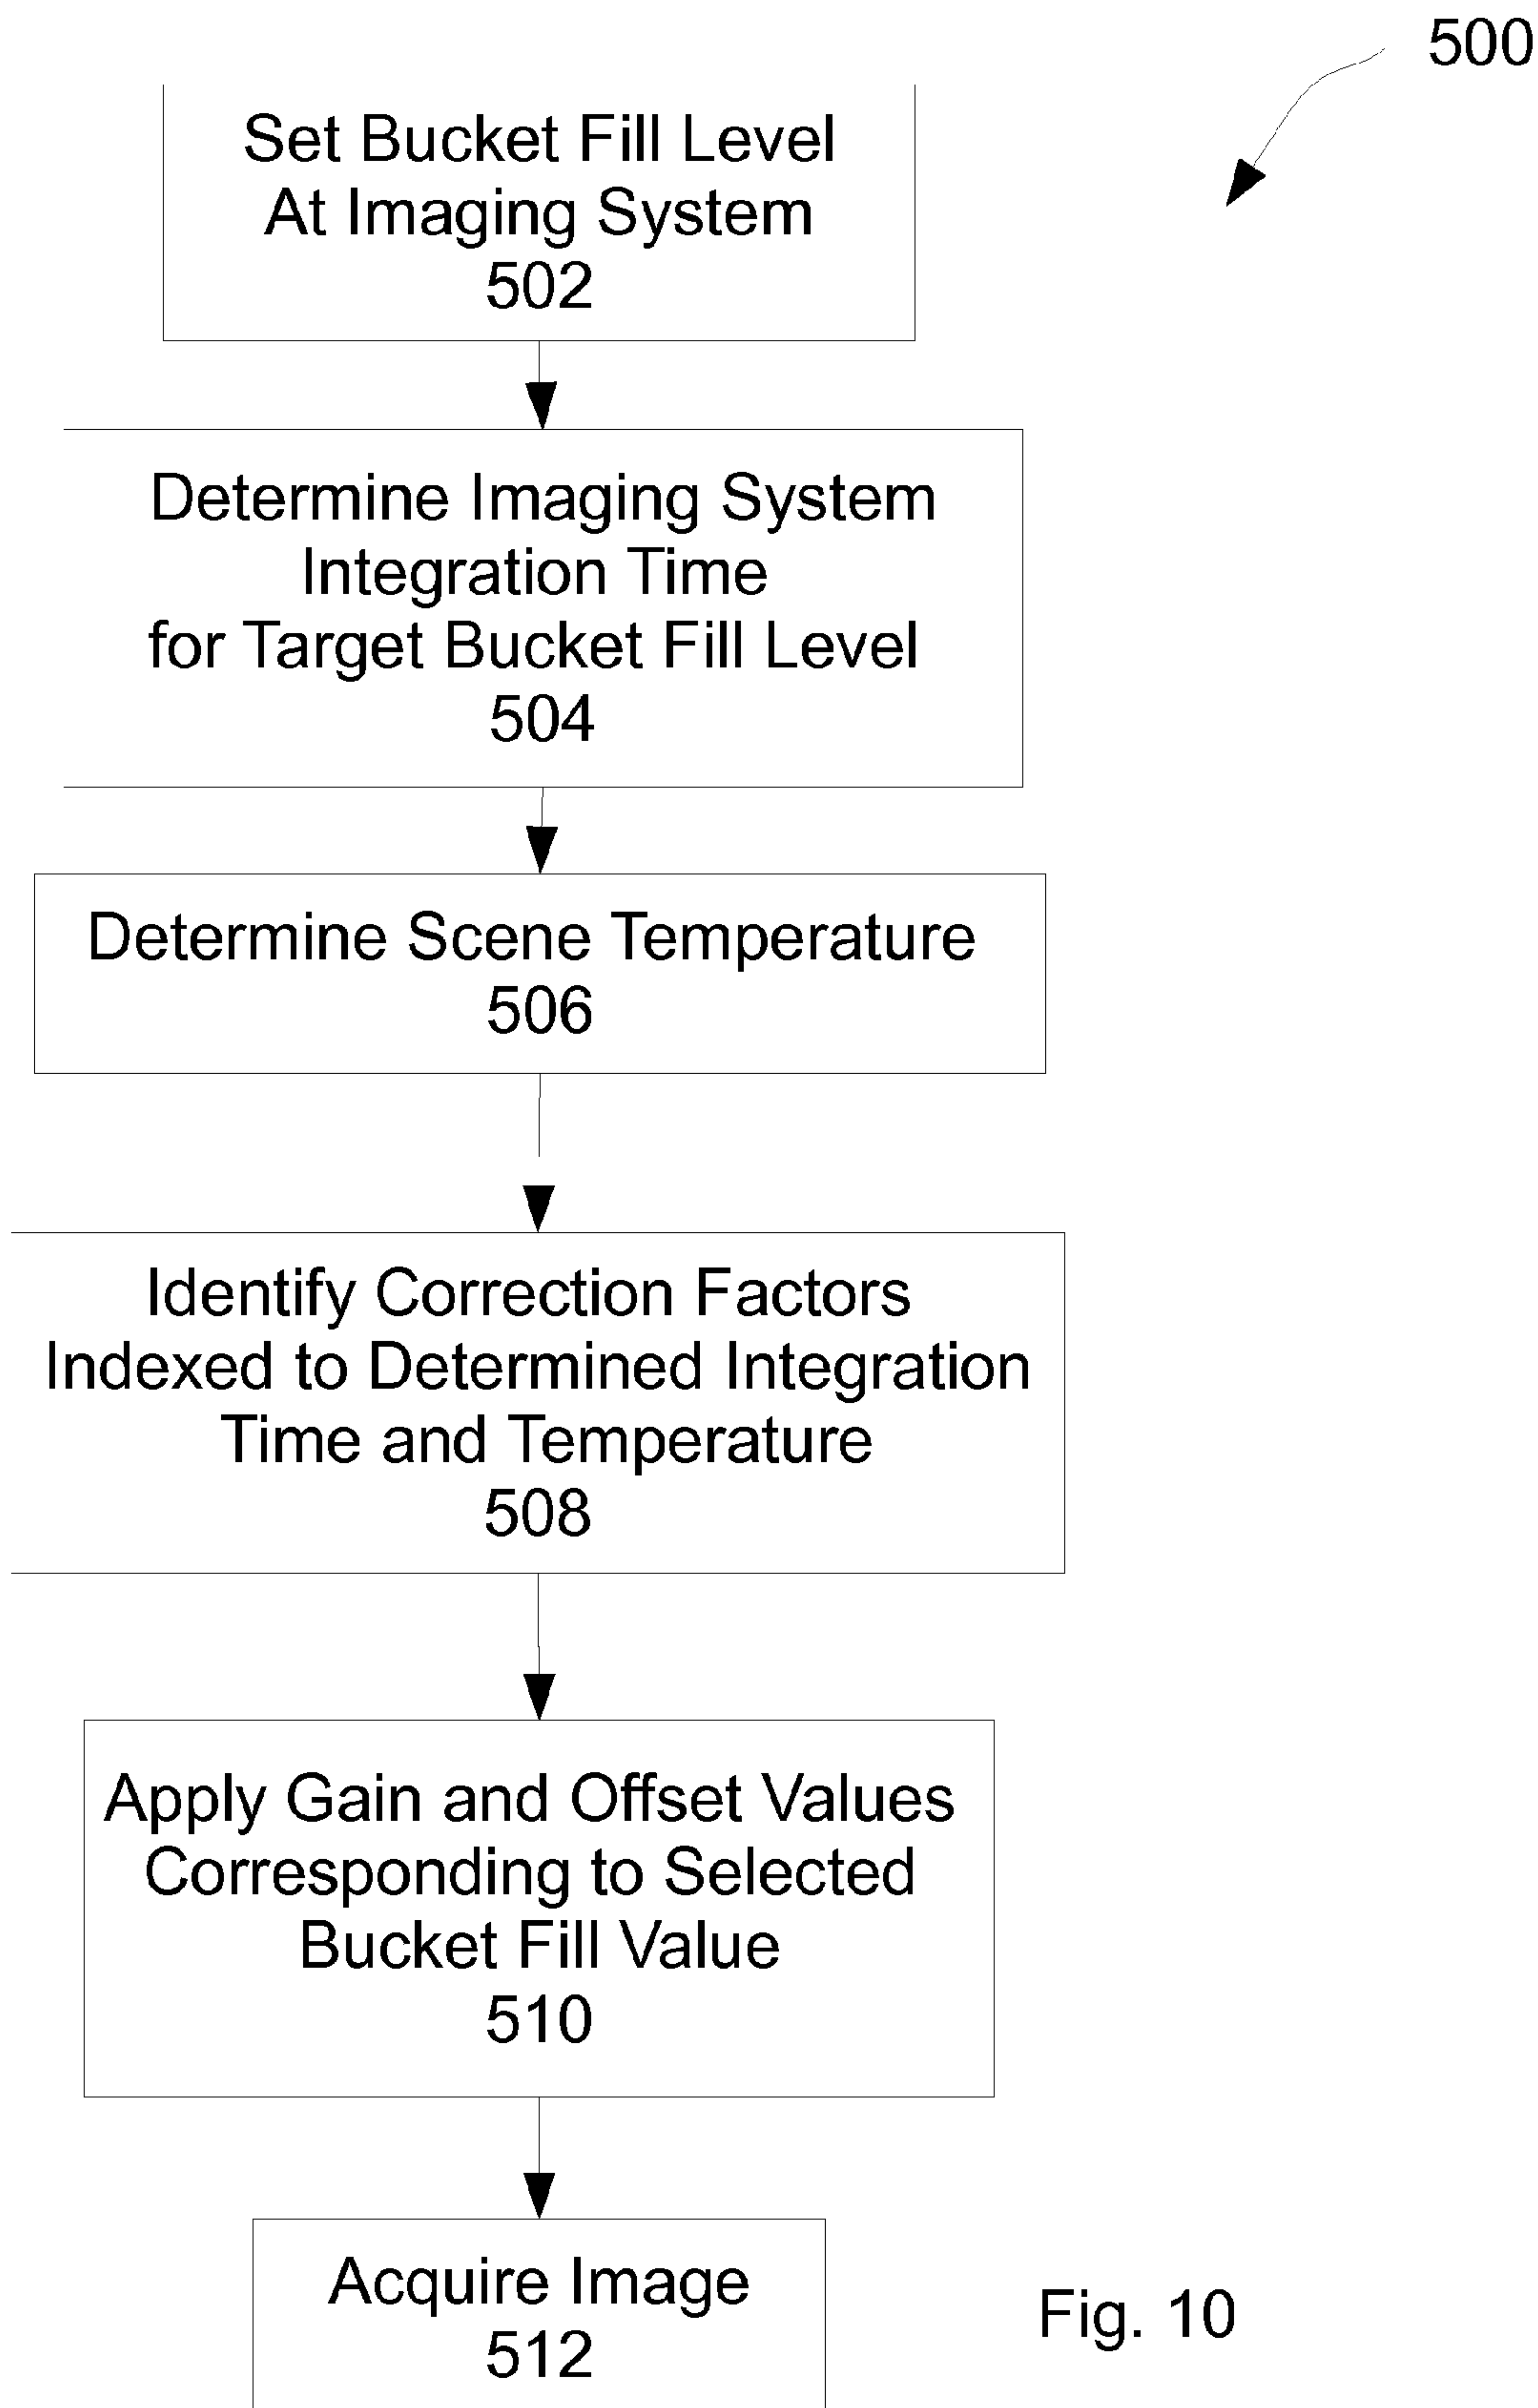 500
Set Bucket Fill Level
At Imaging System
502
Determine Imaging System
Integration Time
for Target Bucket Fill Level
504
Determine Scene Temperature
506
Identify Correction Factors
Indexed to Determined Integration
Time and Temperature
508
Apply Gain and Offset Values
Corresponding to Selected
Bucket Fill Value
510
Acquire Image
512
Fig. 10